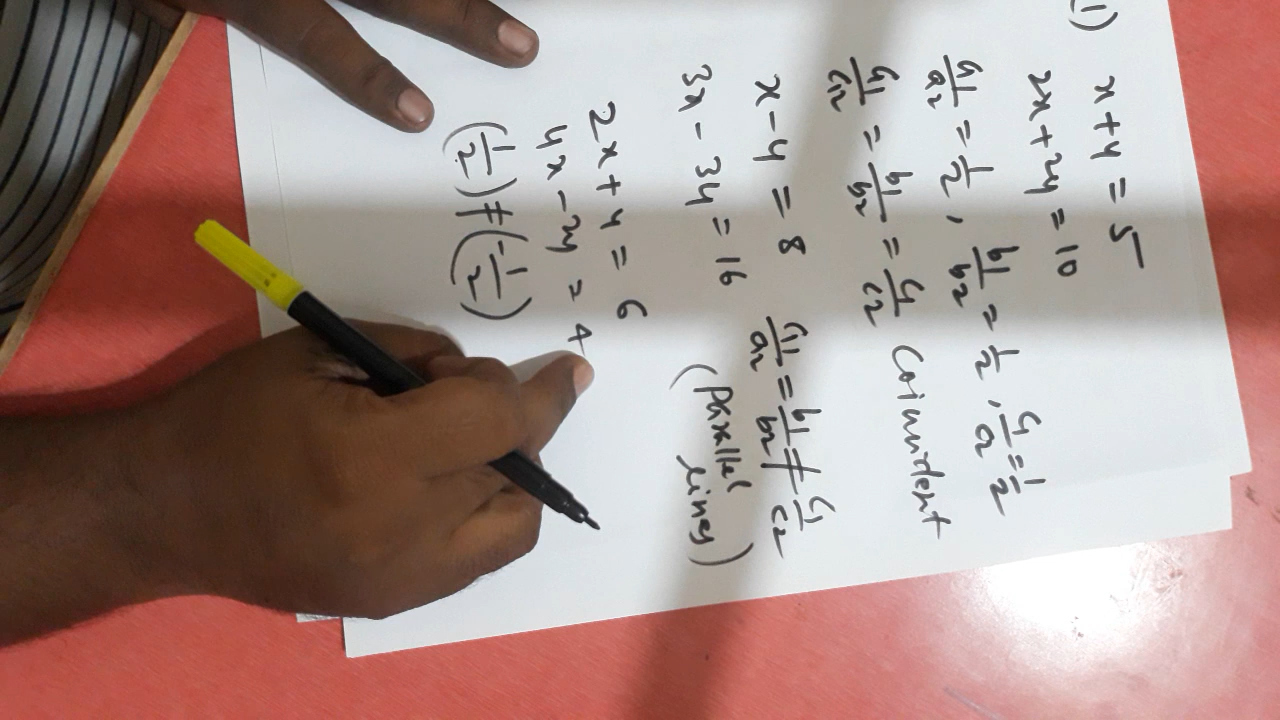 1)
x + y = 5
2x + 2y = 10
a1/a2 = 1/2, b1/b2 = 1/2, c1/c2 = 1/2
a1/a2 = b1/b2 = c1/c2 Coinident
x - y = 8 a1/a2 = b1/b2 ≠ c1/c2
3x - 3y = 16 (Parallel lines)
2x + y = 6
4x - 2y = 4
(1/2) ≠ (-1/2)